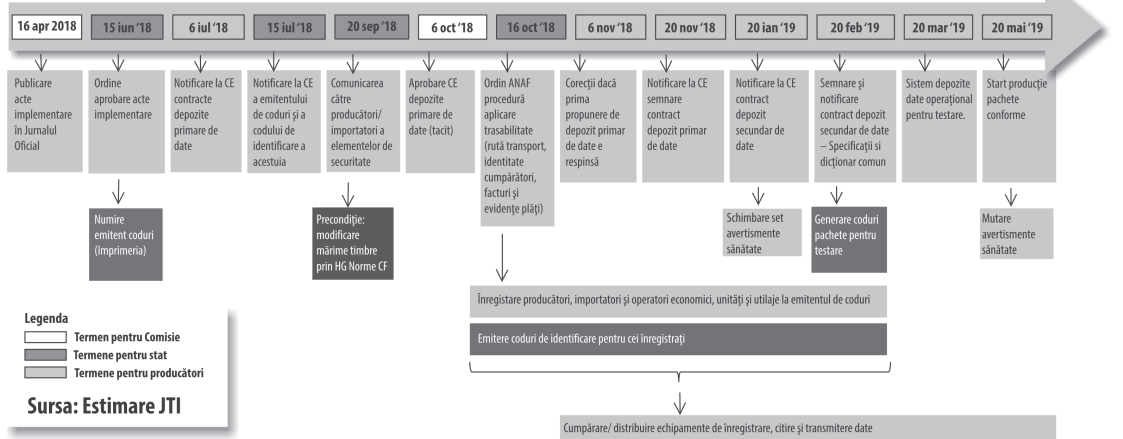 16 apr 2018
15 iun ‘18
6 iul ‘18
15 iul ‘18
20 sep ‘18
6 oct ‘18
16 oct ‘18
6 nov ‘18
20 nov ‘18
20 ian ‘19
20 feb ‘19
20 mar ‘19
20 mai ‘19
Publicare
acte
implementare
în Jurnalul
Oficial
Ordine
aprobare acte
implementare
Notificare la CE
contracte
depozite
primare de
date
Notificare la CE
a emitentului
de coduri și a
codului de
identificare a
acestuia
Comunicarea
către
producători/
importatori a
elementelor de
securitate
Aprobare CE
depozite
primare de
date (tacit)
Ordin ANAF
procedură
aplicare
trasabilitate
(rută transport,
identitate
cumpărători,
facturi și
evidențe plăți)
Corecții dacă
prima
propunere de
depozit primar
de date e
respinsă
Notificare la CE
semnare
contract
depozit primar
de date
Notificare la CE
contract
depozit
secundar de
date
Semnare și
notificare
contract depozit
secundar de date
– Specificații si
dicționar comun
Sistem depozite
date operațional
pentru testare.
Start producție
pachete
conforme
Numire
emitent coduri
(Imprimeria)
Precondiție:
modificare
mărime timbre
prin HG Norme CF
Schimbare set
avertismente
sănătate
Generare coduri
pachete pentru
testare
Mutare
avertismente
sănătate
Înregistare producători, importatori și operatori economici, unități și utilaje la emitentul de coduri
Emitere coduri de identificare pentru cei înregistrați
Cumpărare/ distribuire echipamente de înregistrare, citire și transmitere date
Legenda
Termen pentru Comisie
Termene pentru stat
Termene pentru producători
Sursa: Estimare JTI